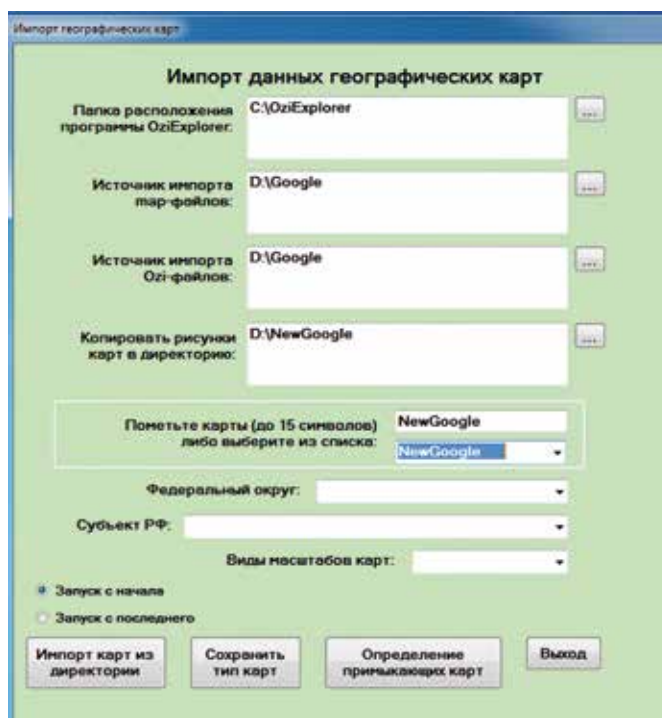 Импорт географических карт
Импорт данных географических карт
Папка расположения
программы OziExplorer:
C:\OziExplorer
...
Источник импорта
map-файлов:
D:\Google
...
Источник импорта
Ozi-файлов:
D:\Google
...
Копировать рисунки
карт в директорию:
D:\NewGoogle
...
Пометьте карты (до 15 символов)
либо выберите из списка:
NewGoogle
NewGoogle
Федеральный округ:
Субъект РФ:
Виды масштабов карт:
Запуск с начала
Запуск с последнего
Импорт карт из
директории
Сохранить
тип карт
Определение
примыкающих карт
Выход